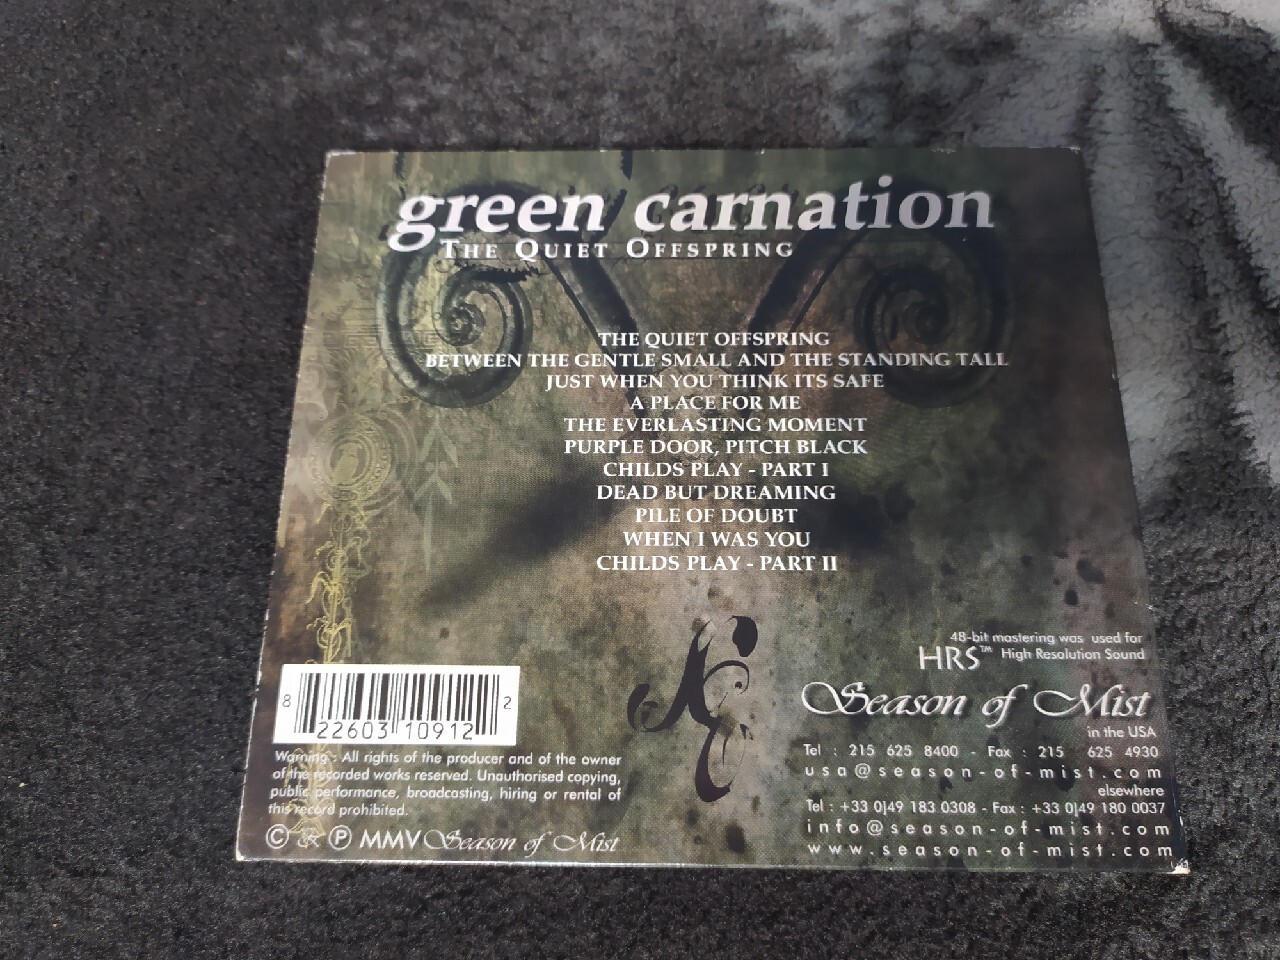 green carnation
THE QUIET OFFSPRING
THE QUIET OFFSPRING
BETWEEN THE GENTLE SMALL AND THE STANDING TALL
JUST WHEN YOU THINK ITS SAFE
A PLACE FOR ME
THE EVERLASTING MOMENT
PURPLE DOOR, PITCH BLACK
CHILDS PLAY - PART I
DEAD BUT DREAMING
PILE OF DOUBT
WHEN I WAS YOU
CHILDS PLAY - PART II
48-bit mastering was used for
HRS™ High Resolution Sound
Season of Mist
in the USA
Tel : 215 625 8400 - Fax : 215 625 4930
usa@season-of-mist.com
elsewhere
Tel : +33 0)49 183 0308 - Fax : +33 0)49 180 0037
info@season-of-mist.com
www.season-of-mist.com
8 22603 10912 2
Warning : All rights of the producer and of the owner
of the recorded works reserved. Unauthorised copying,
public performance, broadcasting, hiring or rental of
this record prohibited.
© & ℗ MMV Season of Mist